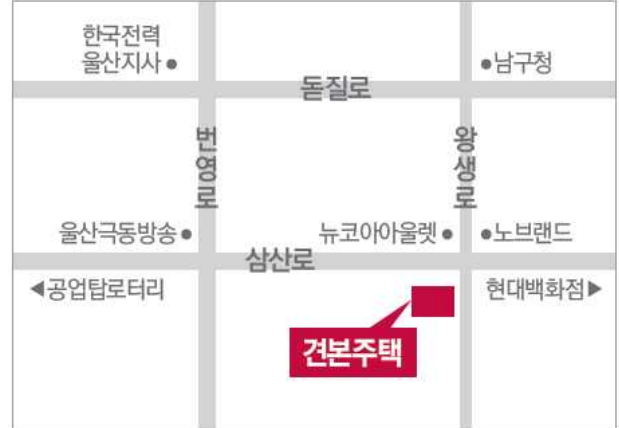 한국전력
울산지사
남구청
돋질로
번영로
왕생로
울산극동방송
뉴코아아울렛
노브랜드
삼산로
◀공업탑로터리
현대백화점▶
견본주택